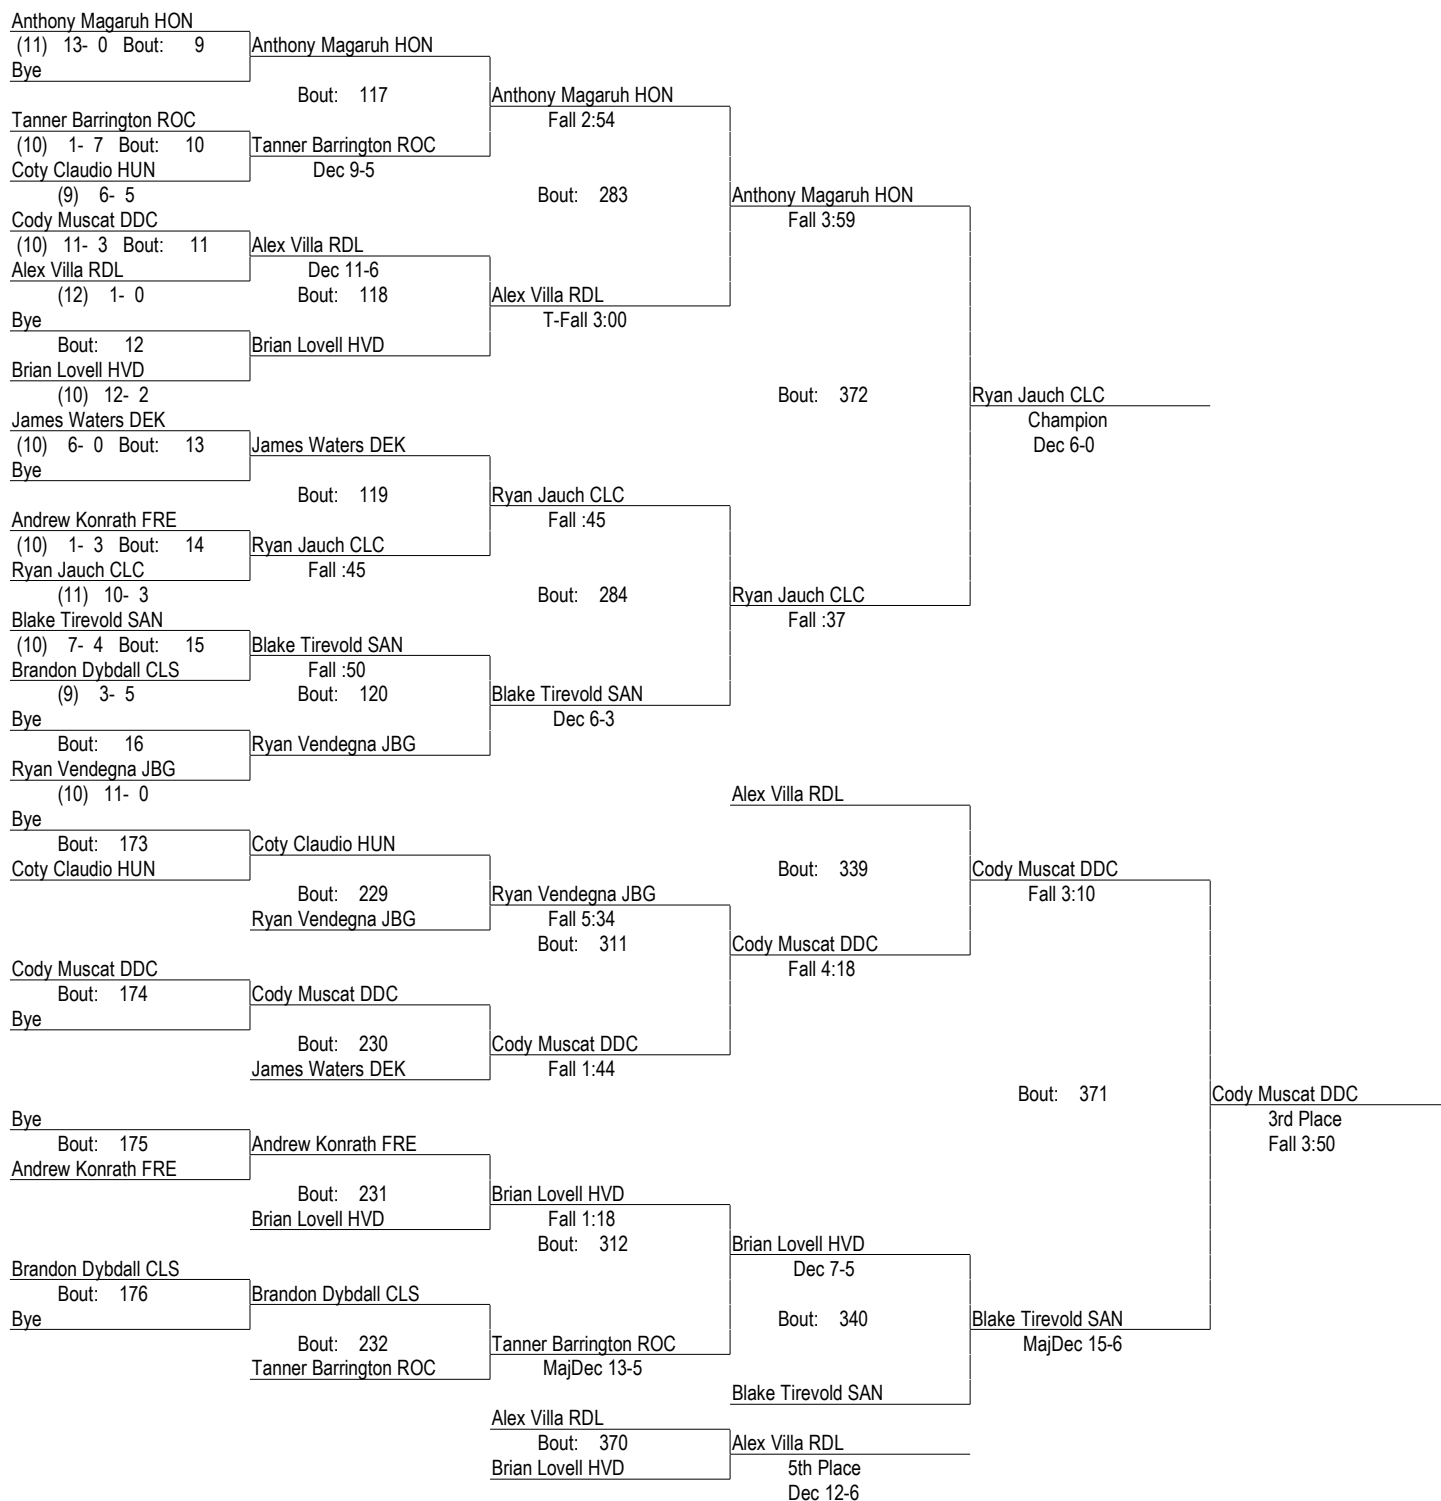 Anthony Magaruh HON
(11) 13- 0 Bout: 9 Anthony Magaruh HON
Bye
Bout: 117 Anthony Magaruh HON
Tanner Barrington ROC Fall 2:54
(10) 1- 7 Bout: 10 Tanner Barrington ROC
Coty Claudio HUN Dec 9-5
(9) 6- 5 Bout: 283 Anthony Magaruh HON
Cody Muscat DDC Fall 3:59
(10) 11- 3 Bout: 11 Alex Villa RDL
Alex Villa RDL Dec 11-6
(12) 1- 0 Bout: 118 Alex Villa RDL
Bye T-Fall 3:00
Bout: 12 Brian Lovell HVD
Brian Lovell HVD
(10) 12- 2 Bout: 372 Ryan Jauch CLC
James Waters DEK Champion
(10) 6- 0 Bout: 13 James Waters DEK Dec 6-0
Bye
Bout: 119 Ryan Jauch CLC
Andrew Konrath FRE Fall :45
(10) 1- 3 Bout: 14 Ryan Jauch CLC
Ryan Jauch CLC Fall :45
(11) 10- 3 Bout: 284 Ryan Jauch CLC
Blake Tirevold SAN Fall :37
(10) 7- 4 Bout: 15 Blake Tirevold SAN
Brandon Dybdall CLS Fall :50
(9) 3- 5 Bout: 120 Blake Tirevold SAN
Bye Dec 6-3
Bout: 16 Ryan Vendegna JBG
Ryan Vendegna JBG
(10) 11- 0 Alex Villa RDL
Bye
Bout: 173 Coty Claudio HUN
Coty Claudio HUN Bout: 339 Cody Muscat DDC
Bout: 229 Ryan Vendegna JBG Fall 3:10
Ryan Vendegna JBG Fall 5:34
Bout: 311 Cody Muscat DDC
Cody Muscat DDC Fall 4:18
Bout: 174 Cody Muscat DDC
Bye
Bout: 230 Cody Muscat DDC
James Waters DEK Fall 1:44
Bout: 371 Cody Muscat DDC
Bye 3rd Place
Bout: 175 Andrew Konrath FRE Fall 3:50
Andrew Konrath FRE
Bout: 231 Brian Lovell HVD
Brian Lovell HVD Fall 1:18
Bout: 312 Brian Lovell HVD
Brandon Dybdall CLS Dec 7-5
Bout: 176 Brandon Dybdall CLS
Bye Bout: 340 Blake Tirevold SAN
Bout: 232 Tanner Barrington ROC MajDec 15-6
Tanner Barrington ROC MajDec 13-5
Blake Tirevold SAN
Alex Villa RDL
Bout: 370 Alex Villa RDL
Brian Lovell HVD 5th Place
Dec 12-6